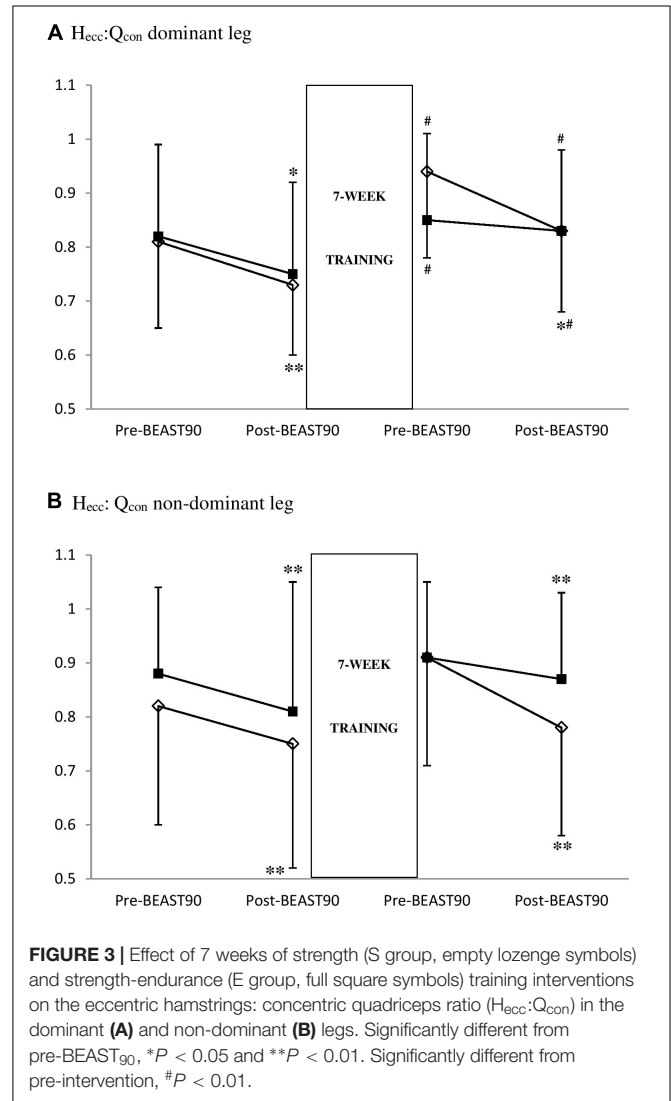 A Hecc:Qcon dominant leg
1.1
1
0.9
0.8
0.7
0.6
0.5
*
**
7-WEEK
TRAINING
#
#
#
*#
Pre-BEAST90 Post-BEAST90 Pre-BEAST90 Post-BEAST90
B Hecc: Qcon non-dominant leg
1.1
1
0.9
0.8
0.7
0.6
0.5
**
**
7-WEEK
TRAINING
**
**
Pre-BEAST90 Post-BEAST90 Pre-BEAST90 Post-BEAST90
FIGURE 3 | Effect of 7 weeks of strength (S group, empty lozenge symbols)
and strength-endurance (E group, full square symbols) training interventions
on the eccentric hamstrings: concentric quadriceps ratio (Hecc:Qcon) in the
dominant (A) and non-dominant (B) legs. Significantly different from
pre-BEAST90, *P < 0.05 and **P < 0.01. Significantly different from
pre-intervention, #P < 0.01.